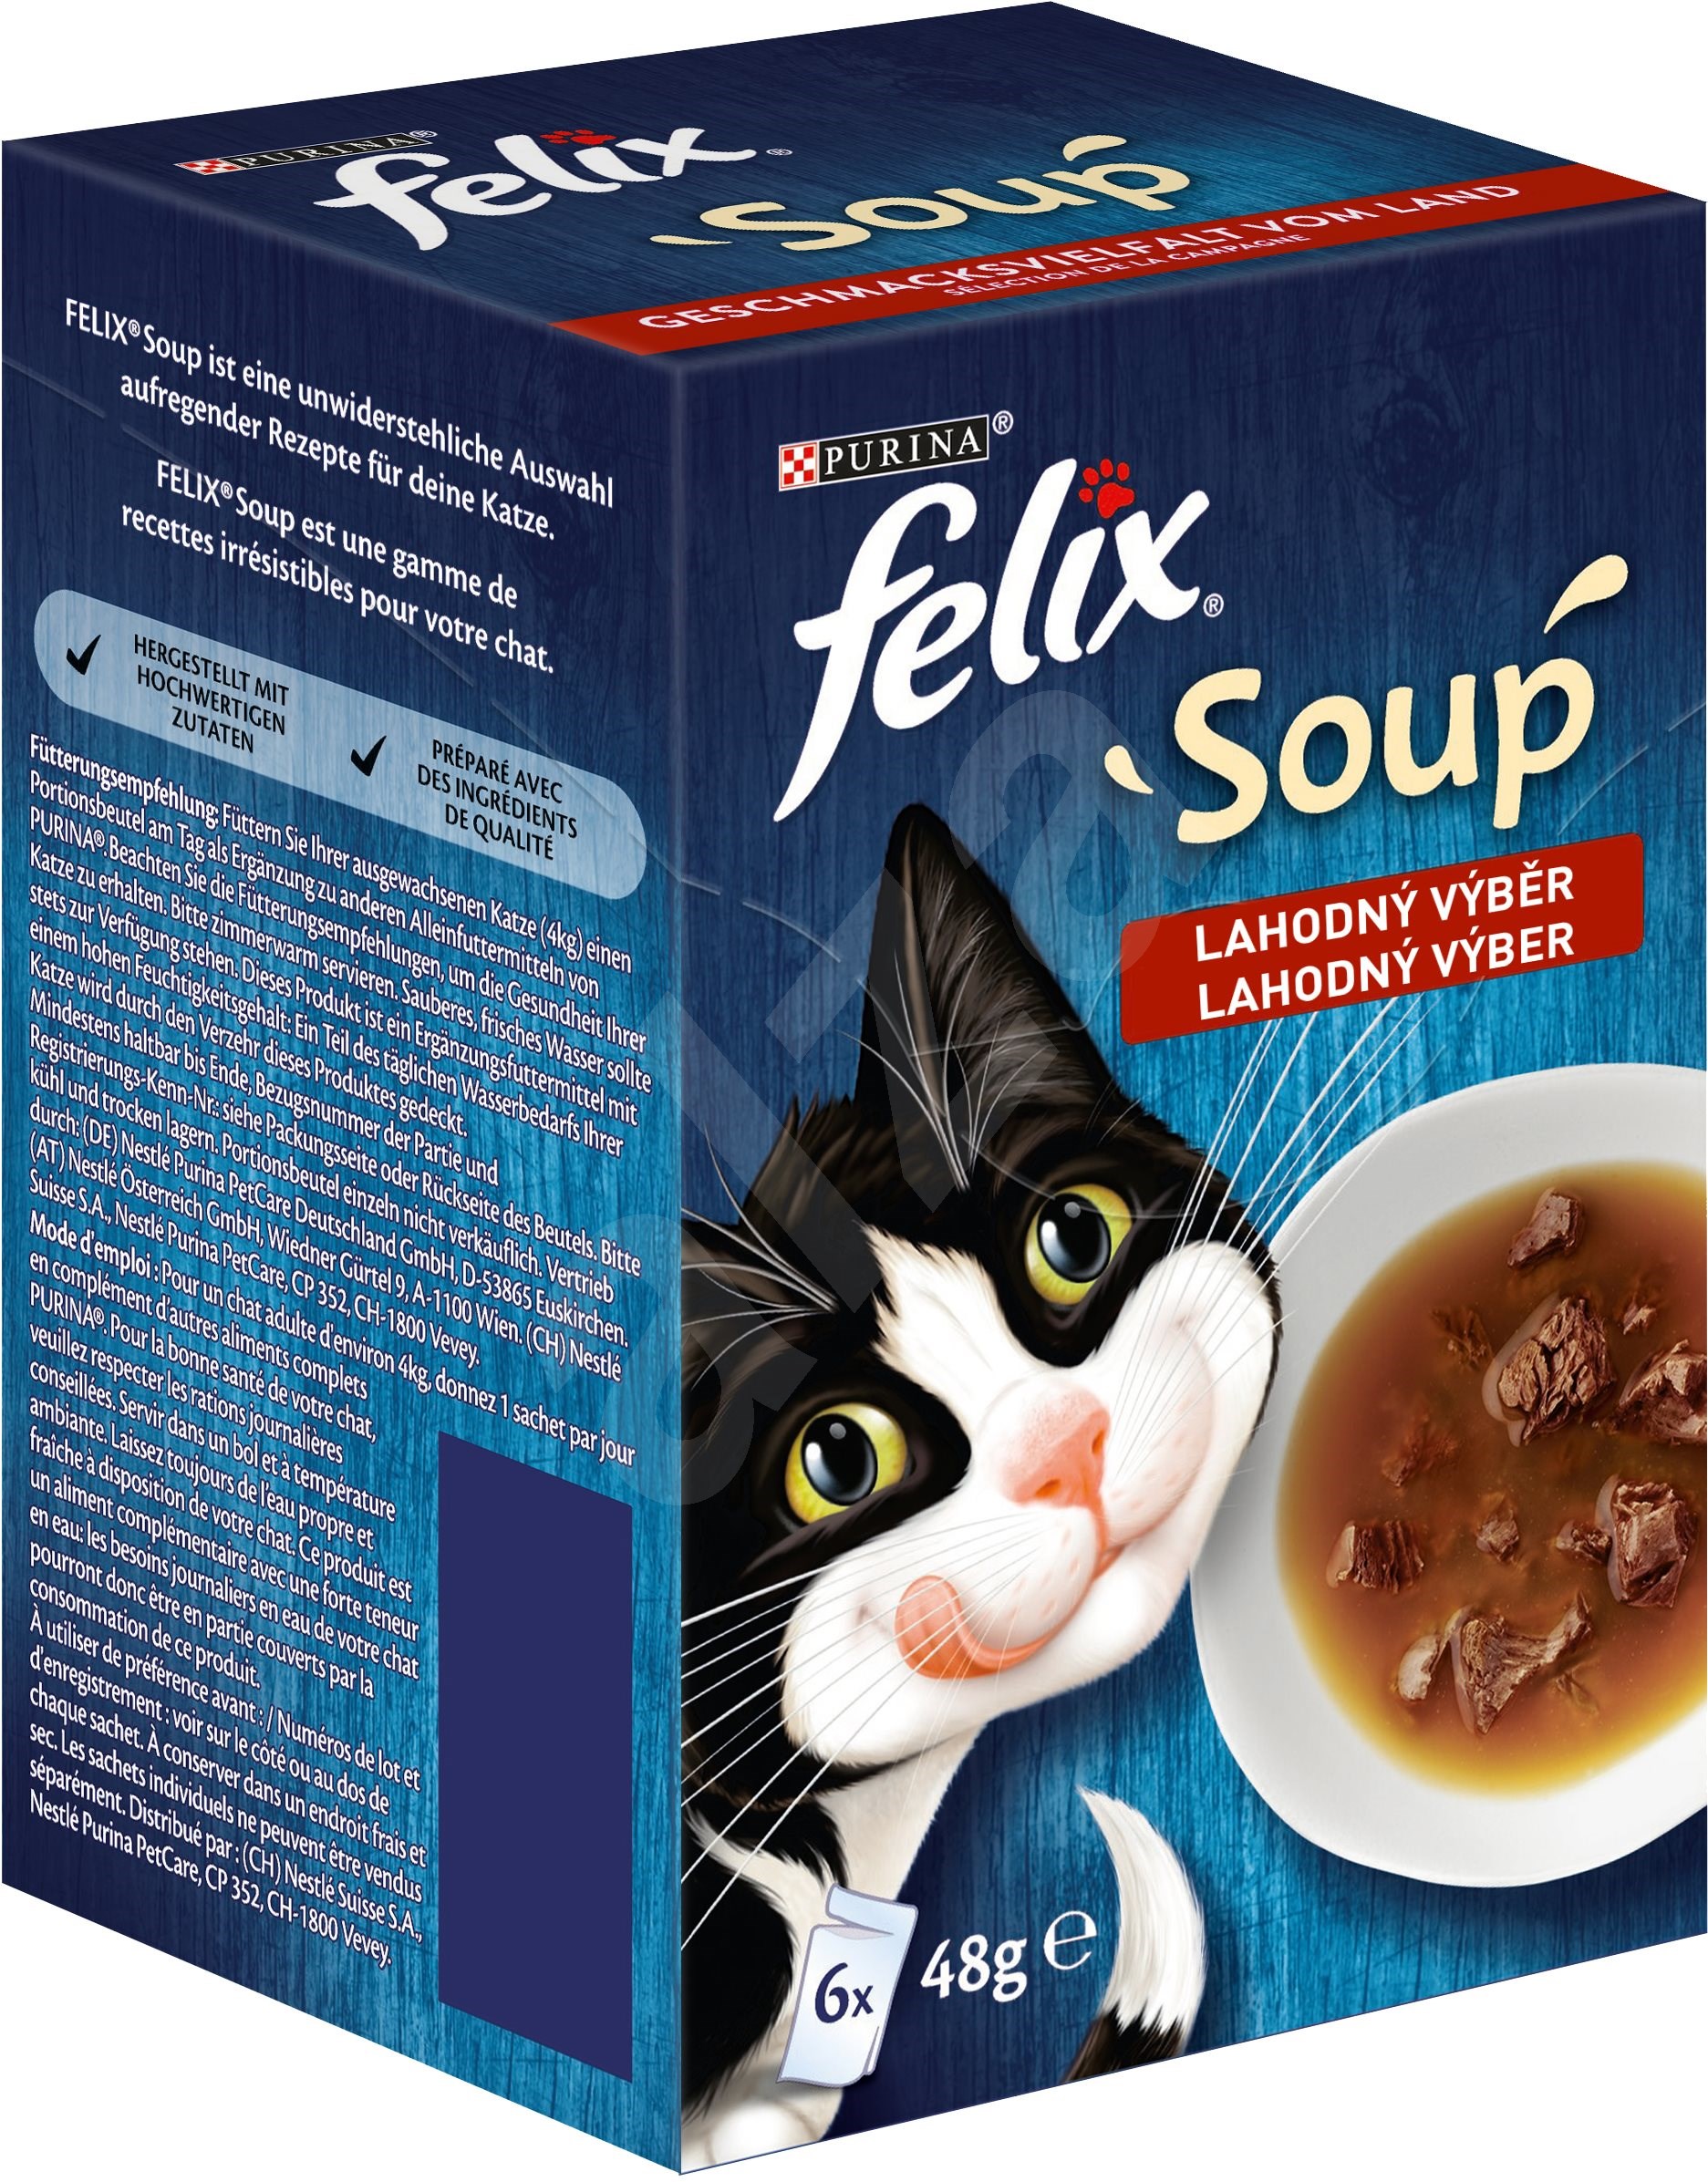 PURINA®
felix®
Soup
GESCHMACKSVIELFALT VOM LAND
SÉLECTION DE LA CAMPAGNE
FELIX® Soup ist eine unwiderstehliche Auswahl
aufregender Rezepte für deine Katze.
FELIX® Soup est une gamme de
recettes irrésistibles pour votre chat.
HERGESTELLT MIT
HOCHWERTIGEN
ZUTATEN
PRÉPARÉ AVEC
DES INGRÉDIENTS
DE QUALITÉ
Fütterungsempfehlung: Füttern Sie Ihrer ausgewachsenen Katze (4kg) einen
Portionsbeutel am Tag als Ergänzung zu anderen Alleinfuttermitteln von
PURINA®. Beachten Sie die Fütterungsempfehlungen, um die Gesundheit Ihrer
Katze zu erhalten. Bitte zimmerwarm servieren. Sauberes, frisches Wasser sollte
stets zur Verfügung stehen. Dieses Produkt ist ein Ergänzungsfuttermittel mit
einem hohen Feuchtigkeitsgehalt: Ein Teil des täglichen Wasserbedarfs Ihrer
Katze wird durch den Verzehr dieses Produktes gedeckt.
Mindestens haltbar bis Ende, Bezugsnummer der Partie und
Registrierungs-Kenn-Nr.: siehe Packungsseite oder Rückseite des Beutels. Bitte
kühl und trocken lagern. Portionsbeutel einzeln nicht verkäuflich. Vertrieb
durch: (DE) Nestlé Purina PetCare Deutschland GmbH, D-53865 Euskirchen.
(AT) Nestlé Österreich GmbH, Wiedner Gürtel 9, A-1100 Wien. (CH) Nestlé
Suisse S.A., Nestlé Purina PetCare, CP 352, CH-1800 Vevey.
Mode d'emploi : Pour un chat adulte d'environ 4kg, donnez 1 sachet par jour
en complément d'autres aliments complets
PURINA®. Pour la bonne santé de votre chat,
veuillez respecter les rations journalières
conseillées. Servir dans un bol et à température
ambiante. Laissez toujours de l'eau propre et
fraîche à disposition de votre chat. Ce produit est
un aliment complémentaire avec une forte teneur
en eau: les besoins journaliers en eau de votre chat
pourront donc être en partie couverts par la
consommation de ce produit.
À utiliser de préférence avant : / Numéros de lot et
d'enregistrement : voir sur le côté ou au dos de
chaque sachet. À conserver dans un endroit frais et
sec. Les sachets individuels ne peuvent être vendus
séparément. Distribué par : (CH) Nestlé Suisse S.A.,
Nestlé Purina PetCare, CP 352, CH-1800 Vevey.
PURINA®
felix®
Soup
LAHODNÝ VÝBĚR
LAHODNÝ VÝBER
6x 48g e
alza